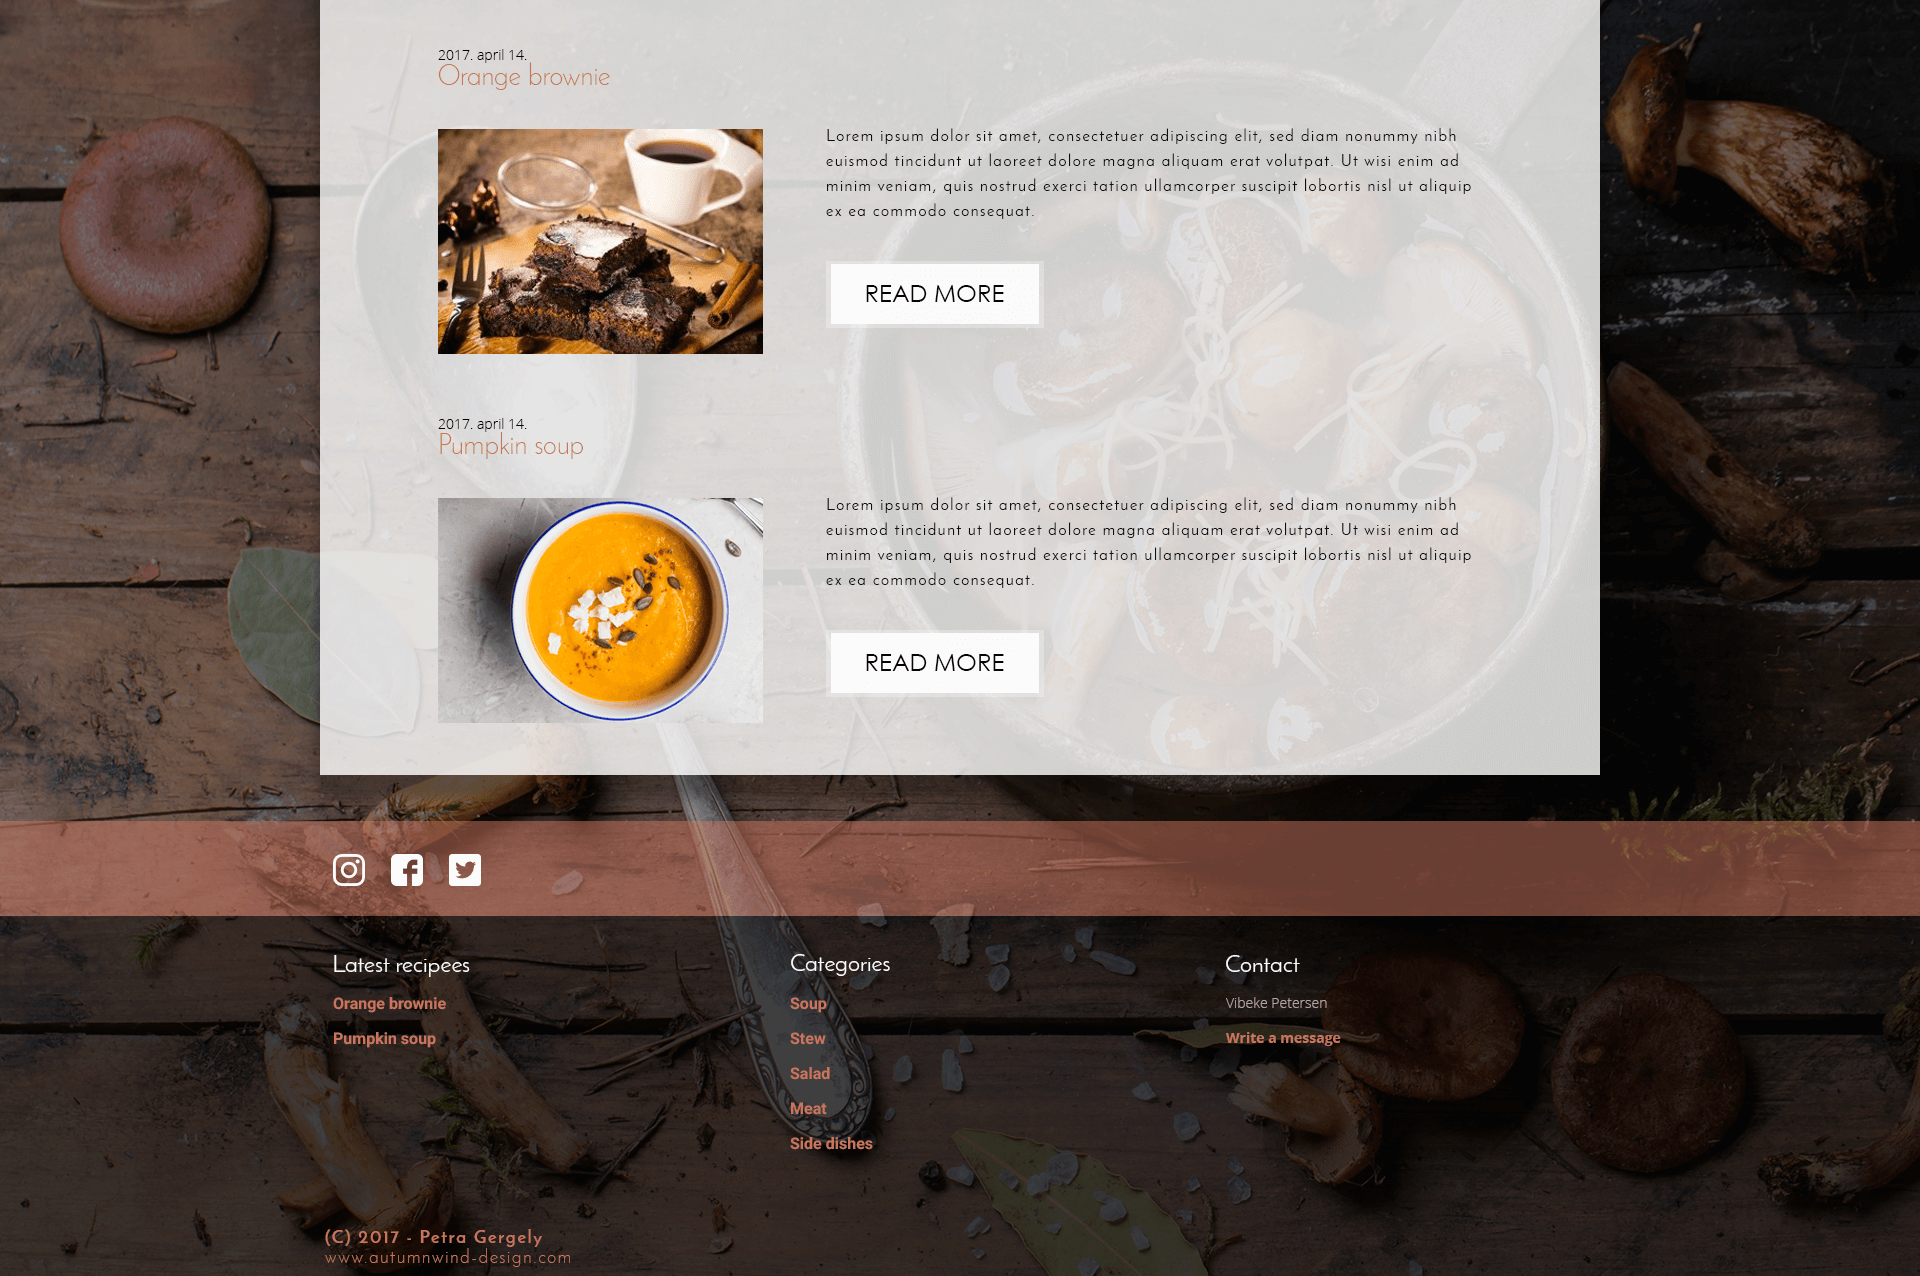 2017. april 14.
Orange brownie
Lorem ipsum dolor sit amet, consectetuer adipiscing elit, sed diam nonummy nibh
euismod tincidunt ut laoreet dolore magna aliquam erat volutpat. Ut wisi enim ad
minim veniam, quis nostrud exerci tation ullamcorper suscipit lobortis nisl ut aliquip
ex ea commodo consequat.
READ MORE
2017. april 14.
Pumpkin soup
Lorem ipsum dolor sit amet, consectetuer adipiscing elit, sed diam nonummy nibh
euismod tincidunt ut laoreet dolore magna aliquam erat volutpat. Ut wisi enim ad
minim veniam, quis nostrud exerci tation ullamcorper suscipit lobortis nisl ut aliquip
ex ea commodo consequat.
READ MORE
Latest recipees
Orange brownie
Pumpkin soup
Categories
Soup
Stew
Salad
Meat
Side dishes
Contact
Vibeke Petersen
Write a message
(C) 2017 - Petra Gergely
www.autumnwind-design.com